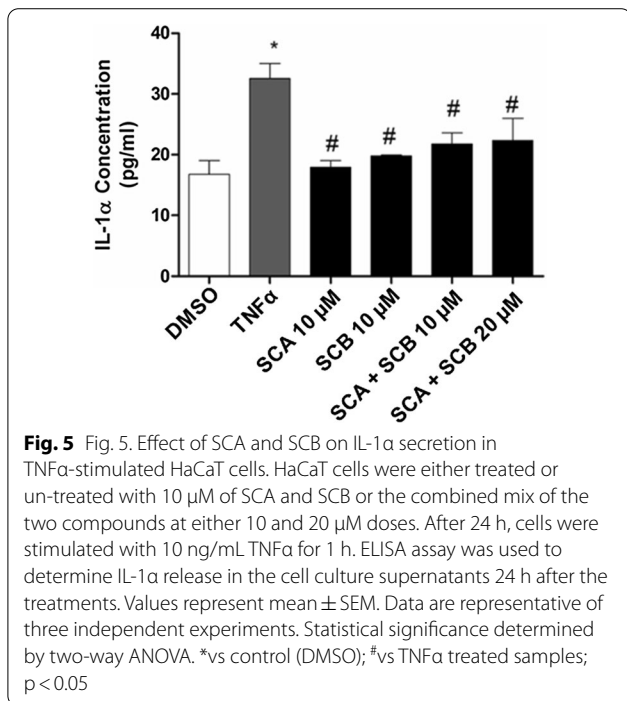 40
*
30
#
#
#
#
20
10
0
IL-1α Concentration
(pg/ml)
DMSO
TNFα
SCA 10 µM
SCB 10 µM
SCA + SCB 10 µM
SCA + SCB 20 µM
Fig. 5 Fig. 5. Effect of SCA and SCB on IL-1α secretion in
TNFα-stimulated HaCaT cells. HaCaT cells were either treated or
un-treated with 10 µM of SCA and SCB or the combined mix of the
two compounds at either 10 and 20 µM doses. After 24 h, cells were
stimulated with 10 ng/mL TNFα for 1 h. ELISA assay was used to
determine IL-1α release in the cell culture supernatants 24 h after the
treatments. Values represent mean ± SEM. Data are representative of
three independent experiments. Statistical significance determined
by two-way ANOVA. *vs control (DMSO); #vs TNFα treated samples;
p < 0.05